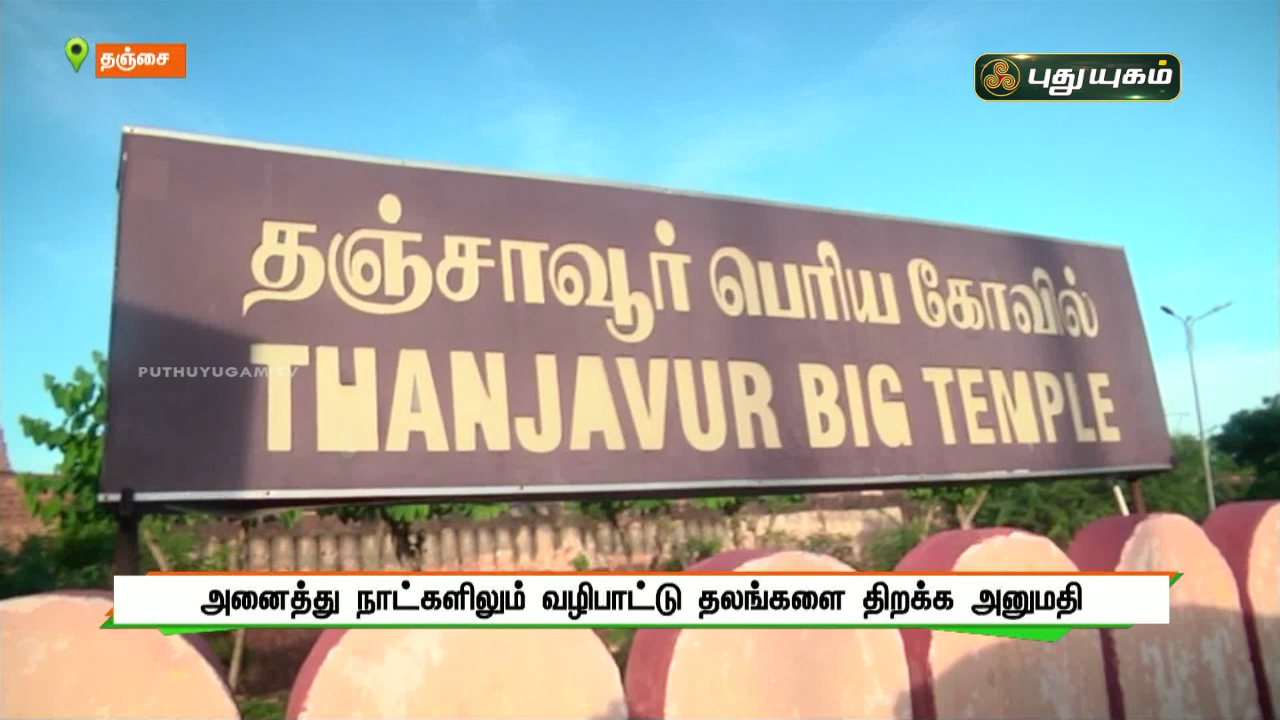 தஞ்சை
புதுயுகம்
தஞ்சாவூர் பெரிய கோவில்
THANJAVUR BIG TEMPLE
PUTHUYUGAM TV
அனைத்து நாட்களிலும் வழிபாட்டு தலங்களை திறக்க அனுமதி